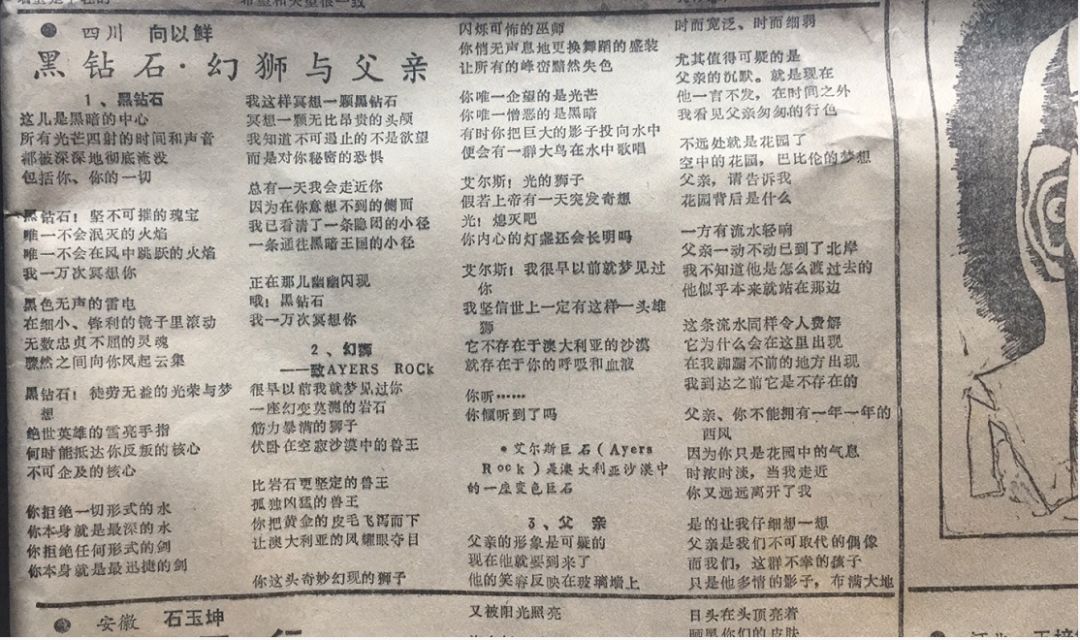 希望和失望很一致
四川 向以鲜
黑钻石·幻狮与父亲
1、黑钻石
这儿是黑暗的中心
所有光芒四射的时间和声音
都被深深地彻底淹没
包括你、你的一切
黑钻石！坚不可摧的瑰宝
唯一不会泯灭的火焰
唯一不会在风中跳跃的火焰
我一万次冥想你
黑色无声的雷电
在细小、锋利的镜子里滚动
无数忠贞不屈的灵魂
骤然之间向你风起云集
黑钻石！徒劳无益的光荣与梦
想
绝世英雄的雪亮手指
何时能抵达你反叛的核心
不可企及的核心
你拒绝一切形式的水
你本身就是最深的水
你拒绝任何形式的剑
你本身就是最迅捷的剑
我这样冥想一颗黑钻石
冥想一颗无比昂贵的头颅
我知道不可遏止的不是欲望
而是对你秘密的恐惧
总有一天我会走近你
因为在你意想不到的侧面
我已看清了一条隐闭的小径
一条通往黑暗王国的小径
正在那儿幽幽闪现
哦！黑钻石
我一万次冥想你
2、幻狮
——致AYERS ROCK
很早以前我就梦见过你
一座幻变莫测的岩石
筋力暴满的狮子
伏卧在空寂沙漠中的兽王
比岩石更坚定的兽王
孤独凶猛的兽王
你把黄金的皮毛飞泻而下
让澳大利亚的风耀眼夺目
你这头奇妙幻现的狮子
闪烁可怖的巫师
你悄无声息地更换舞蹈的盛装
让所有的峰峦黯然失色
你唯一企望的是光芒
你唯一憎恶的是黑暗
有时你把巨大的影子投向水中
便会有一群大鸟在水中歌唱
艾尔斯！光的狮子
假若上帝有一天突发奇想
光！熄灭吧
你内心的灯盏还会长明吗
艾尔斯！我很早以前就梦见过
你
我坚信世上一定有这样一头雄
狮
它不存在于澳大利亚的沙漠
就存在于你的呼吸和血液
你听……
你倾听到了吗
•艾尔斯巨石（Ayers
Rock）是澳大利亚沙漠中
的一座变色巨石
3、父亲
父亲的形象是可疑的
现在他就要到来了
他的笑容反映在玻璃墙上
时而宽泛、时而细弱
尤其值得可疑的是
父亲的沉默。就是现在
他一言不发，在时间之外
我看见父亲匆匆的行色
不远处就是花园了
空中的花园，巴比伦的梦想
父亲，请告诉我
花园背后是什么
一方有流水轻响
父亲一动不动已到了北岸
我不知道他是怎么渡过去的
他似乎本来就站在那边
这条流水同样令人费解
它为什么会在这里出现
在我踟蹰不前的地方出现
我到达之前它是不存在的
父亲、你不能拥有一年一年的
西风
因为你只是花园中的气息
时浓时淡，当我走近
你又远远离开了我
是的让我仔细想一想
父亲是我们不可取代的偶像
而我们，这群不幸的孩子
只是他多情的影子，布满大地
安徽 石玉坤
又被阳光照亮
日头在头顶亮着